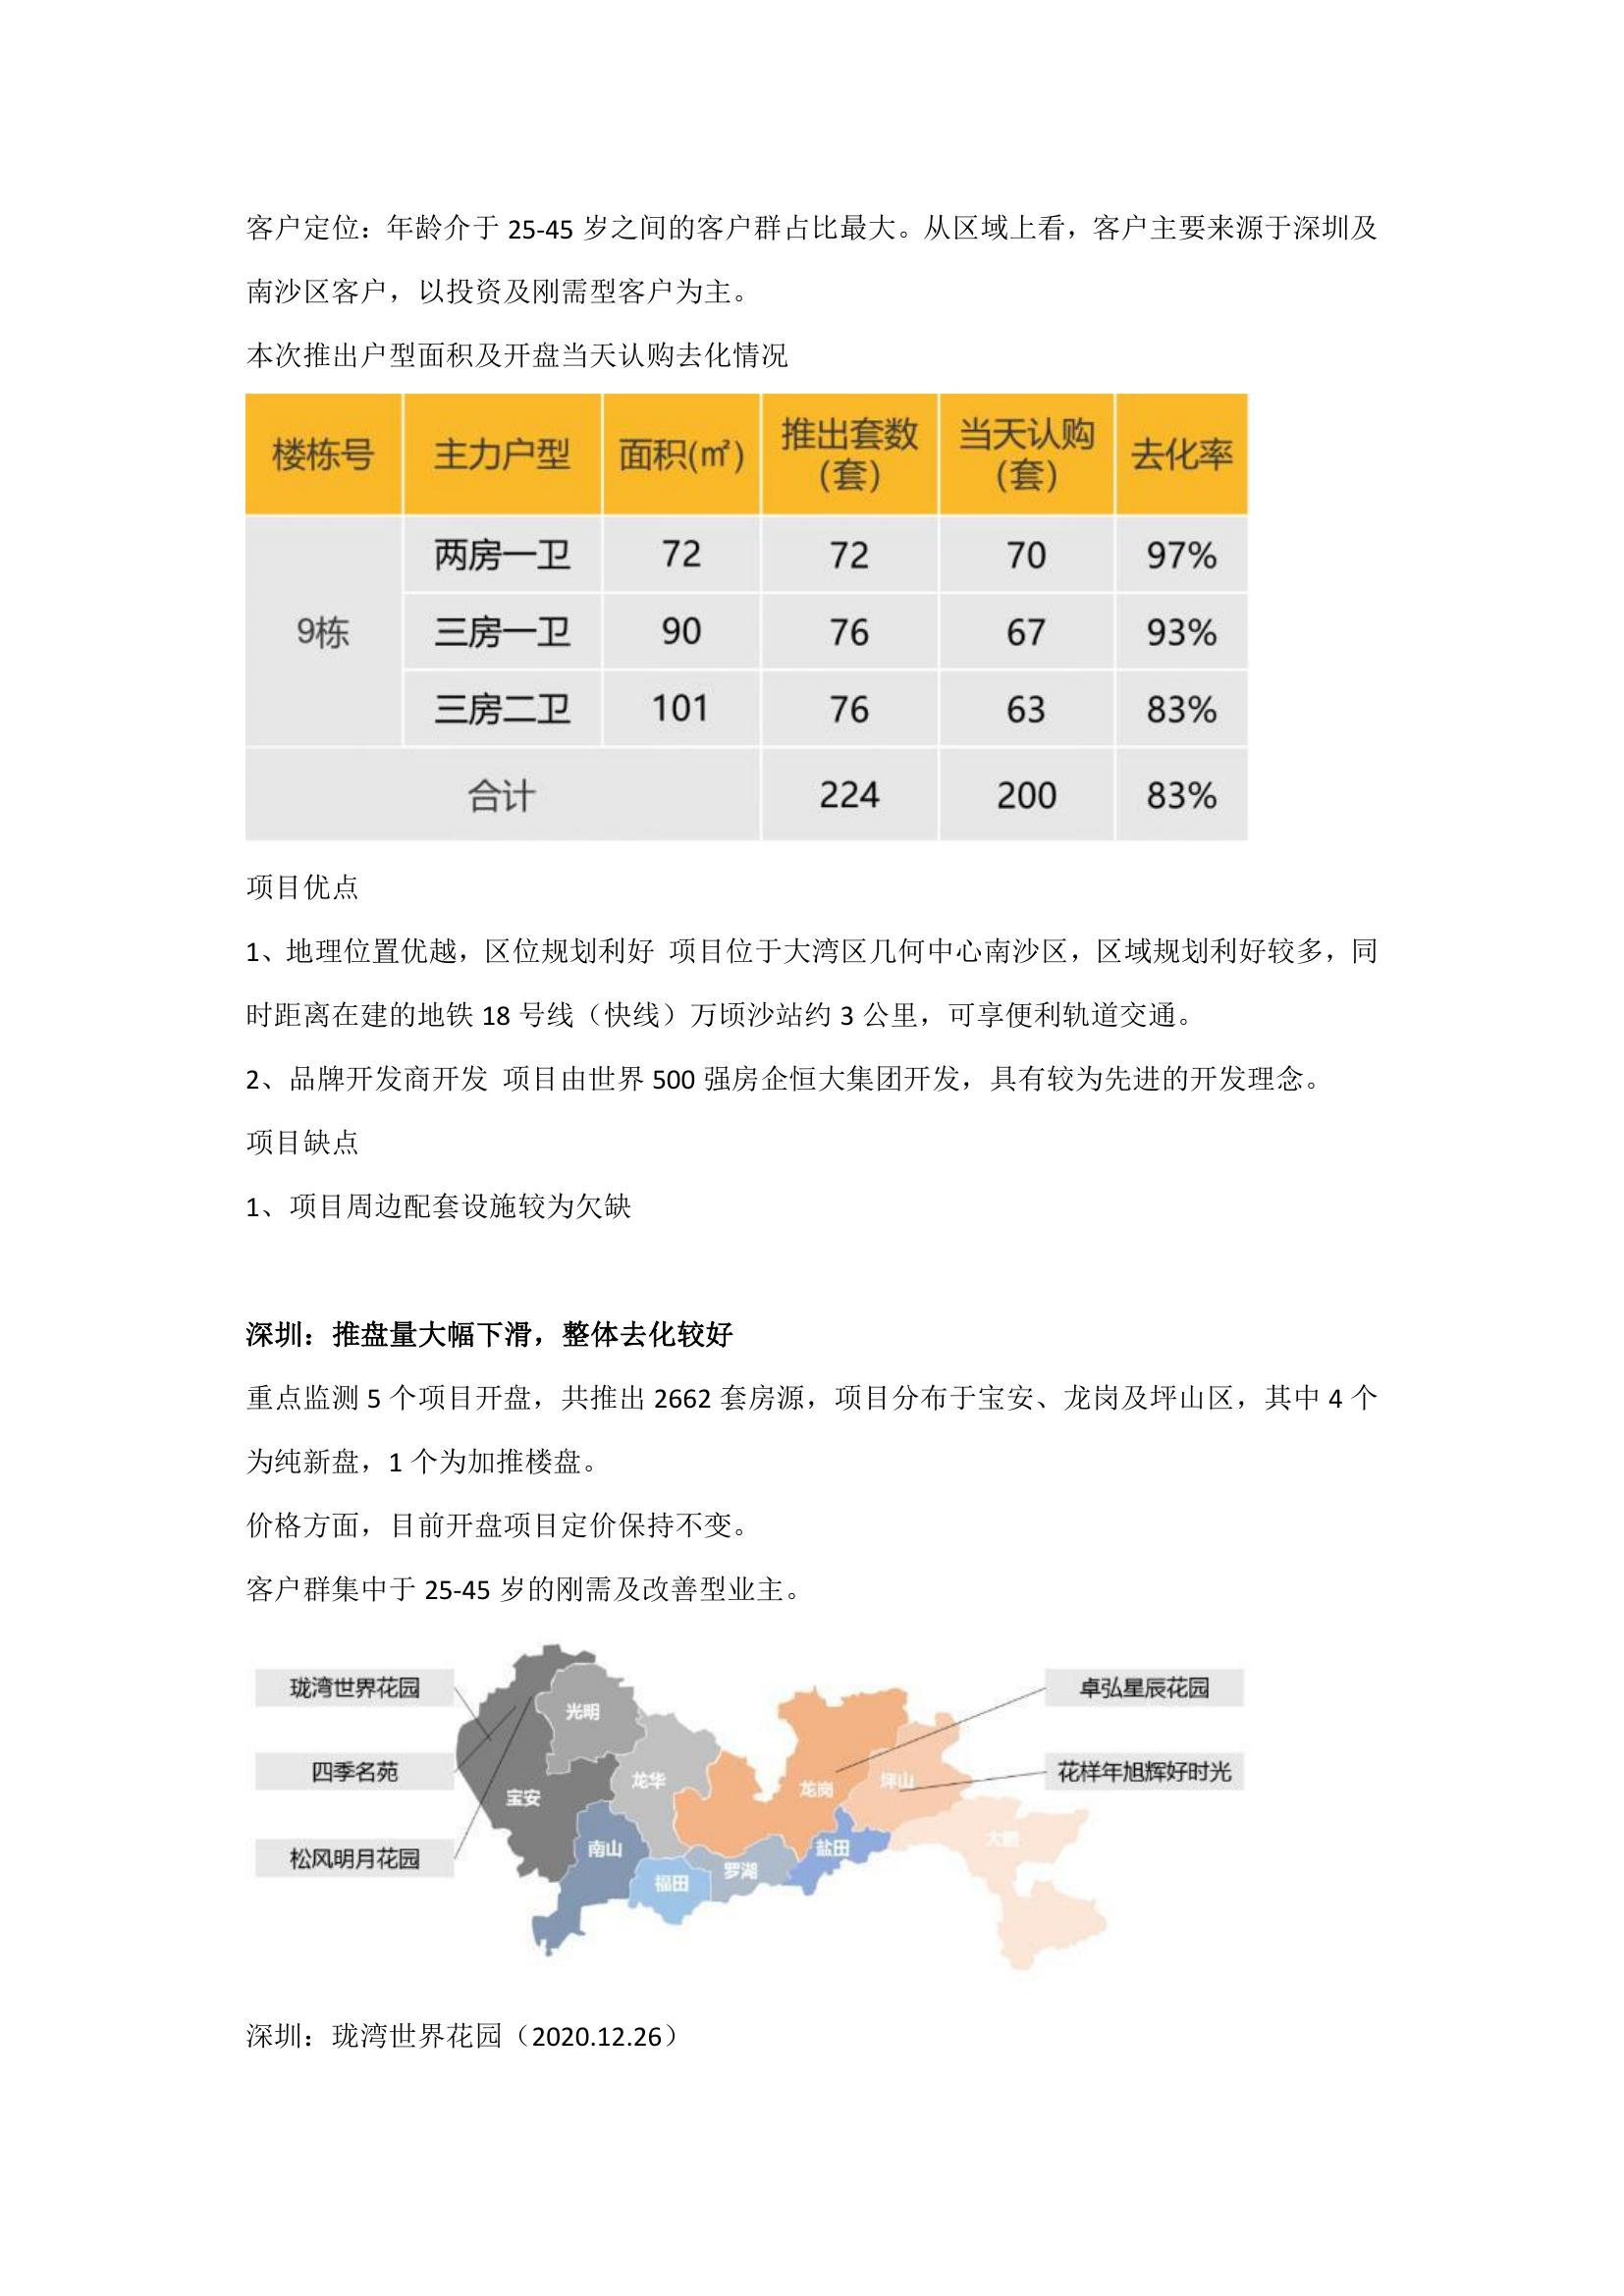 客户定位：年龄介于 25-45 岁之间的客户群占比最大。从区域上看，客户主要来源于深圳及
南沙区客户，以投资及刚需型客户为主。
本次推出户型面积及开盘当天认购去化情况
楼栋号 主力户型 面积(㎡) 推出套数（套） 当天认购（套） 去化率
9栋 两房一卫 72 72 70 97%
三房一卫 90 76 67 93%
三房二卫 101 76 63 83%
合计 224 200 83%
项目优点
1、地理位置优越，区位规划利好 项目位于大湾区几何中心南沙区，区域规划利好较多，同
时距离在建的地铁 18 号线（快线）万顷沙站约 3 公里，可享便利轨道交通。
2、品牌开发商开发 项目由世界 500 强房企恒大集团开发，具有较为先进的开发理念。
项目缺点
1、项目周边配套设施较为欠缺
深圳：推盘量大幅下滑，整体去化较好
重点监测 5 个项目开盘，共推出 2662 套房源，项目分布于宝安、龙岗及坪山区，其中 4 个
为纯新盘，1 个为加推楼盘。
价格方面，目前开盘项目定价保持不变。
客户群集中于 25-45 岁的刚需及改善型业主。
珑湾世界花园
四季名苑
松风明月花园
光明
宝安
龙华
南山
福田
罗湖
龙岗
盐田
坪山
大鹏
卓弘星辰花园
花样年旭辉好时光
深圳：珑湾世界花园（2020.12.26）